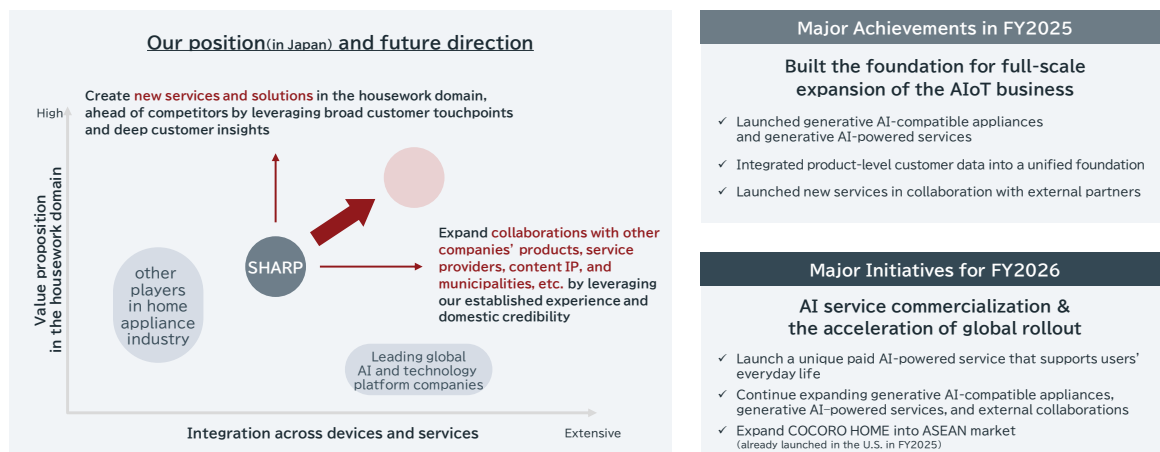 Our position(in Japan) and future direction
Create new services and solutions in the housework domain,
ahead of competitors by leveraging broad customer touchpoints
and deep customer insights
High
Value proposition
in the housework domain
SHARP
other
players
in home
appliance
industry
Expand collaborations with other
companies' products, service
providers, content IP, and
municipalities, etc. by leveraging
our established experience and
domestic credibility
Leading global
AI and technology
platform companies
Integration across devices and services
Extensive
Major Achievements in FY2025
Built the foundation for full-scale
expansion of the AIoT business
✓ Launched generative AI-compatible appliances
and generative AI-powered services
✓ Integrated product-level customer data into a unified foundation
✓ Launched new services in collaboration with external partners
Major Initiatives for FY2026
AI service commercialization &
the acceleration of global rollout
✓ Launch a unique paid AI-powered service that supports users'
everyday life
✓ Continue expanding generative AI-compatible appliances,
generative AI-powered services, and external collaborations
✓ Expand COCORO HOME into ASEAN market
(already launched in the U.S. in FY2025)